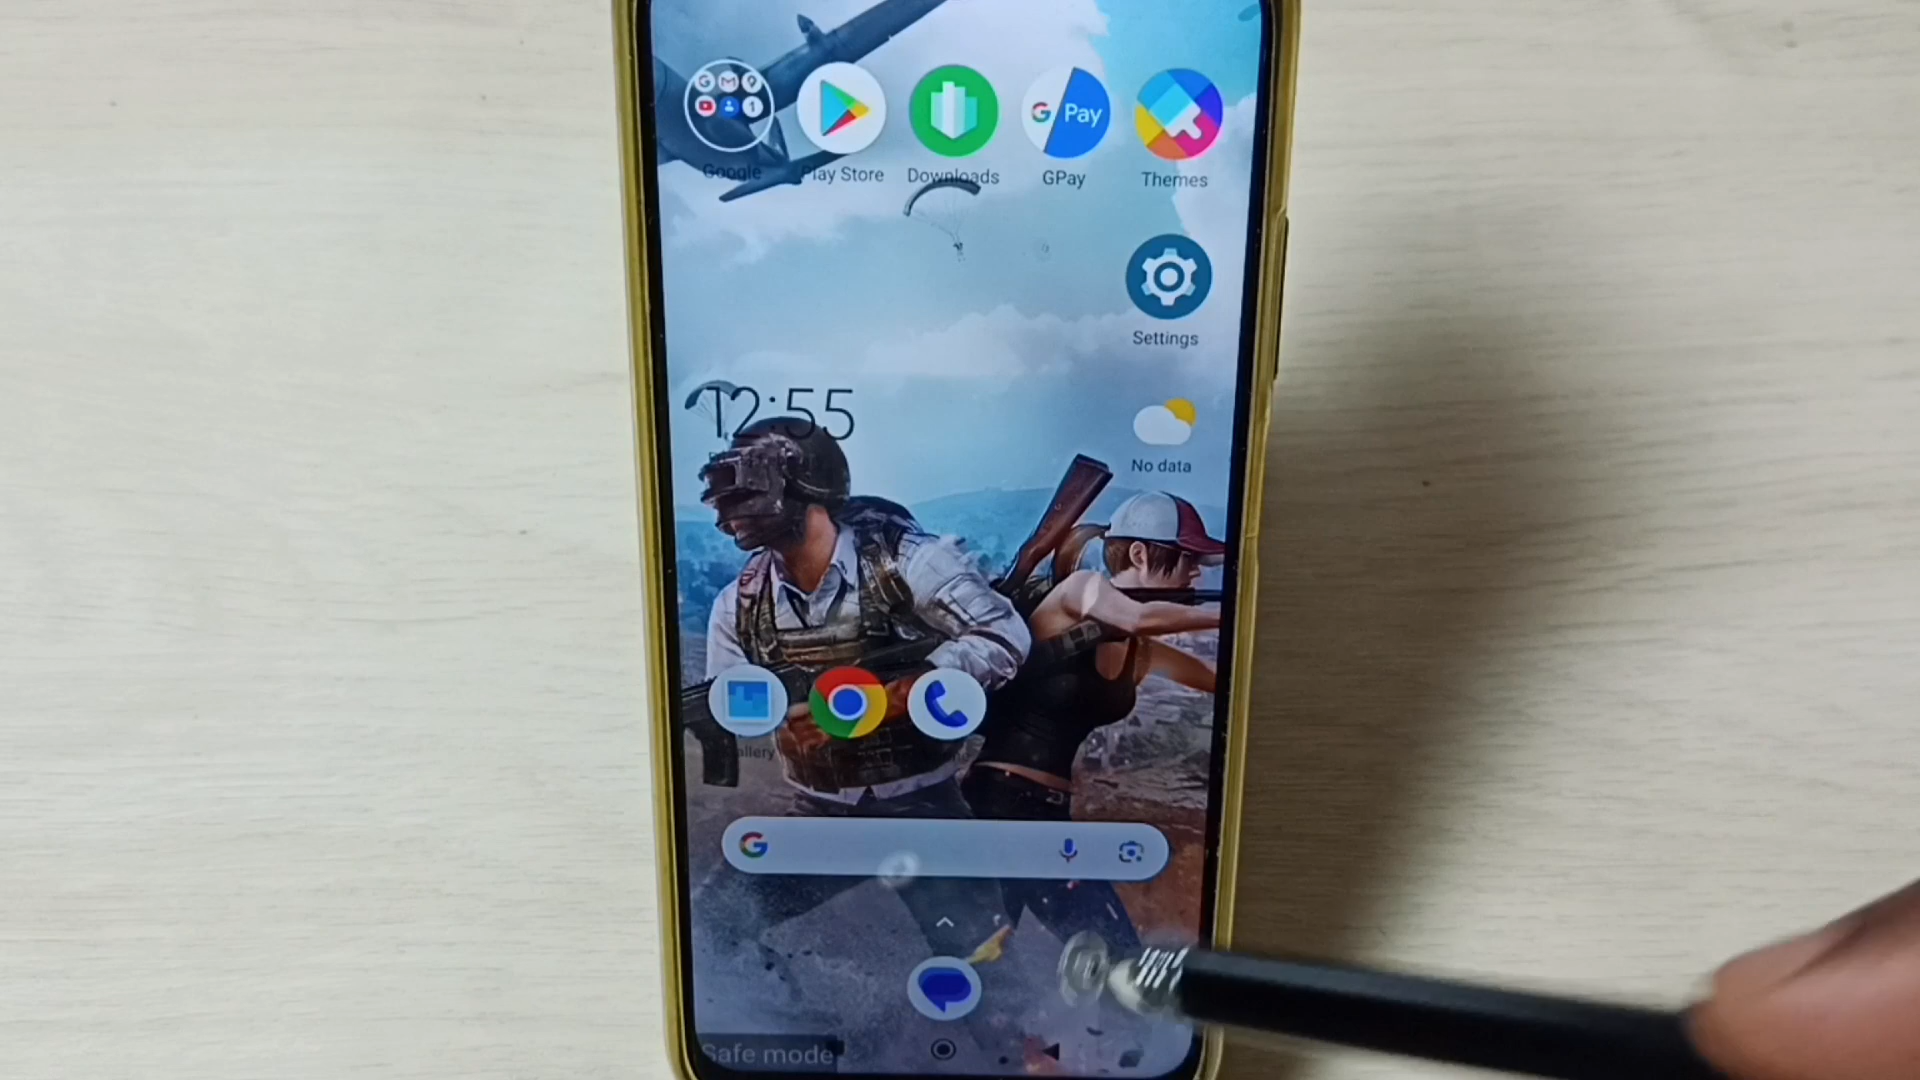 Google
Play Store
Downloads
G Pay
GPay
Themes
Settings
12:55
No data
Safe mode